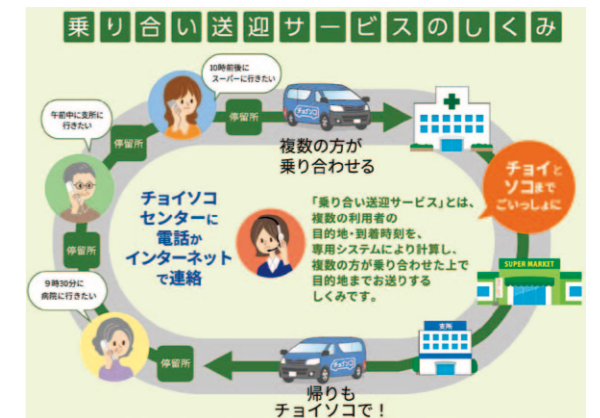 乗り合い送迎サービスのしくみ
10時前後に
スーパーに行きたい
午前中に支所に
行きたい
停留所
停留所
チョイソコ
複数の方が
乗り合わせる
チョイと
ソコまで
ごいっしょに
チョイソコ
センターに
電話か
インターネット
で連絡
「乗り合い送迎サービス」とは、
複数の利用者の
目的地・到着時刻を、
専用システムにより計算し、
複数の方が乗り合わせた上で
目的地までお送りする
しくみです。
停留所
9時30分に
病院に行きたい
SUPER MARKET
支所
停留所
チョイソコ
帰りも
チョイソコで！